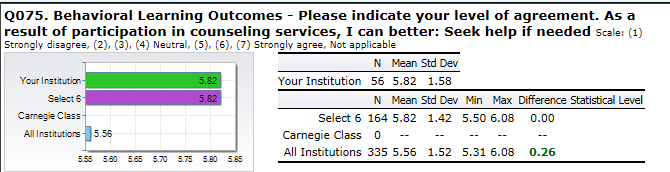 Q075. Behavioral Learning Outcomes - Please indicate your level of agreement. As a
result of participation in counseling services, I can better: Seek help if needed Scale: (1)
Strongly disagree, (2), (3), (4) Neutral, (5), (6), (7) Strongly agree, Not applicable
Your Institution 5.82
Select 6 5.82
Carnegie Class
All Institutions 5.56
5.55 5.60 5.65 5.70 5.75 5.80 5.85
N Mean Std Dev
Your Institution 56 5.82 1.58
N Mean Std Dev Min Max Difference Statistical Level
Select 6 164 5.82 1.42 5.50 6.08 0.00
Carnegie Class 0 -- -- -- -- --
All Institutions 335 5.56 1.52 5.31 6.08 0.26